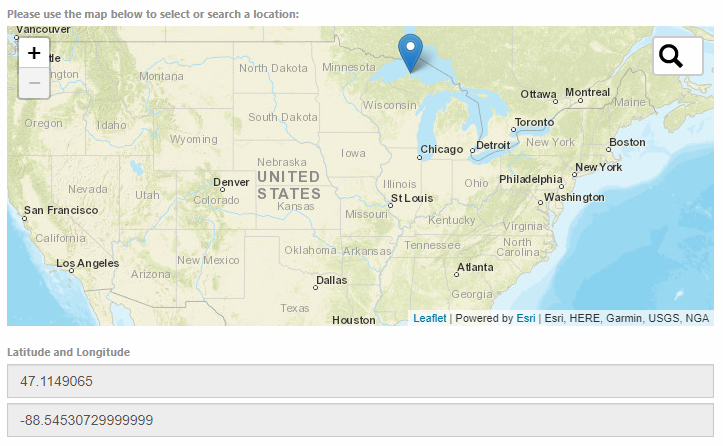 Please use the map below to select or search a location:
Vancouver
+
tle
ington
−
Montana
North Dakota
Minnesota
Ottawa
Montreal
Maine
Oregon
Idaho
Wyoming
South Dakota
Wisconsin
Toronto
Boston
New York
Chicago
Detroit
Nebraska
Iowa
UNITED
STATES
Nevada
Utah
Denver
Colorado
Kansas
Illinois
Ohio
Philadelphia
New York
St Louis
Washington
San Francisco
Missouri
Kentucky
Virginia
California
Los Angeles
Arizona
New Mexico
Oklahoma
Arkansas
Tennessee
North
Carolina
Dallas
Atlanta
Texas
Georgia
Houston
Leaflet | Powered by Esri | Esri, HERE, Garmin, USGS, NGA
Latitude and Longitude
47.1149065
-88.54530729999999